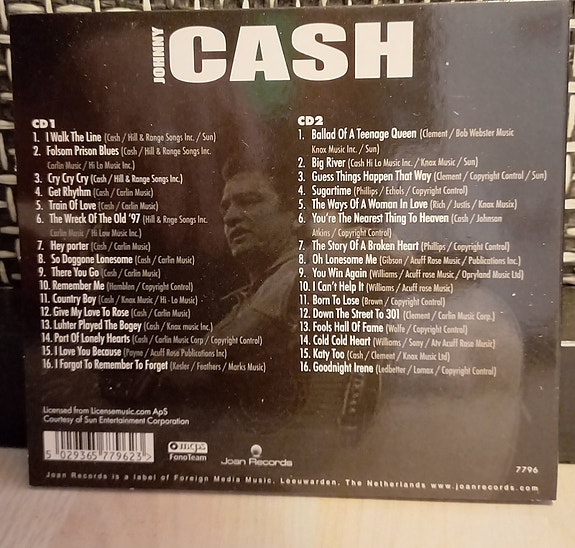 JOHNNY
CASH
CD1
1. I Walk The Line (Cash / Hill & Range Songs Inc. / Sun)
2. Folsom Prison Blues (Cash / Hill & Range Songs Inc.
Carlin Music / Hi Lo Music Inc.)
3. Cry Cry Cry (Cash / Hill & Range Songs Inc.)
4. Get Rhythm (Cash / Carlin Music)
5. Train Of Love (Cash / Carlin Music)
6. The Wreck Of The Old '97 (Hill & Rnge Songs Inc.
Carlin Music / Hi Low Music Inc.)
7. Hey porter (Cash / Carlin Music)
8. So Doggone Lonesome (Cash / Carlin Music)
9. There You Go (Cash / Carlin Music)
10. Remember Me (Hamblen / Copyright Control)
11. Country Boy (Cash / Knox Music / Hi - Lo Music)
12. Give My Love To Rose (Cash / Carlin Music)
13. Luhter Played The Bogey (Cash / Knox music Inc.)
14. Port Of Lonely Hearts (Cash / Carlin Music Corp / Copyright Control)
15. I Love You Because (Payne / Acuff Rose Publications Inc)
16. I Forgot To Remember To Forget (Kesler / Feathers / Marks Music)
CD2
1. Ballad Of A Teenage Queen (Clement / Bob Webster Music
Knox Music Inc. / Sun)
2. Big River (Cash Hi Lo Music Inc. / Knox Music / Sun)
3. Guess Things Happen That Way (Clement / Copyright Control / Sun
4. Sugartime (Phillips / Echols / Copyright Control)
5. The Ways Of A Woman In Love (Rich / Justis / Knox Musix)
6. You're The Nearest Thing To Heaven (Cash / Johnson
Atkins / Copyright Control)
7. The Story Of A Broken Heart (Phillips / Copyright Control)
8. Oh Lonesome Me (Gibson / Acuff Rose Music / Publications Inc.)
9. You Win Again (Williams / Acuff rose Music / Opryland Music Ltd)
10. I Can't Help It (Williams / Acuff rose Music)
11. Born To Lose (Brown / Copyright Control)
12. Down The Street To 301 (Clement / Carlin Music Corp.)
13. Fools Hall Of Fame (Wolfe / Copyright Control)
14. Cold Cold Heart (Williams / Sony / Atv Acuff Rose Music)
15. Katy Too (Cash / Clement / Knox Music Ltd)
16. Goodnight Irene (Ledbetter / Lomax / Copyright Control)
Licensed from Licensemusic.com ApS
Courtesy of Sun Entertainment Corporation
5 029365 779623 >
mcps
FonoTeam
Joan Records
7796
Joan Records is a label of Foreign Media Music, Leeuwarden, The Netherlands www.joanrecords.com